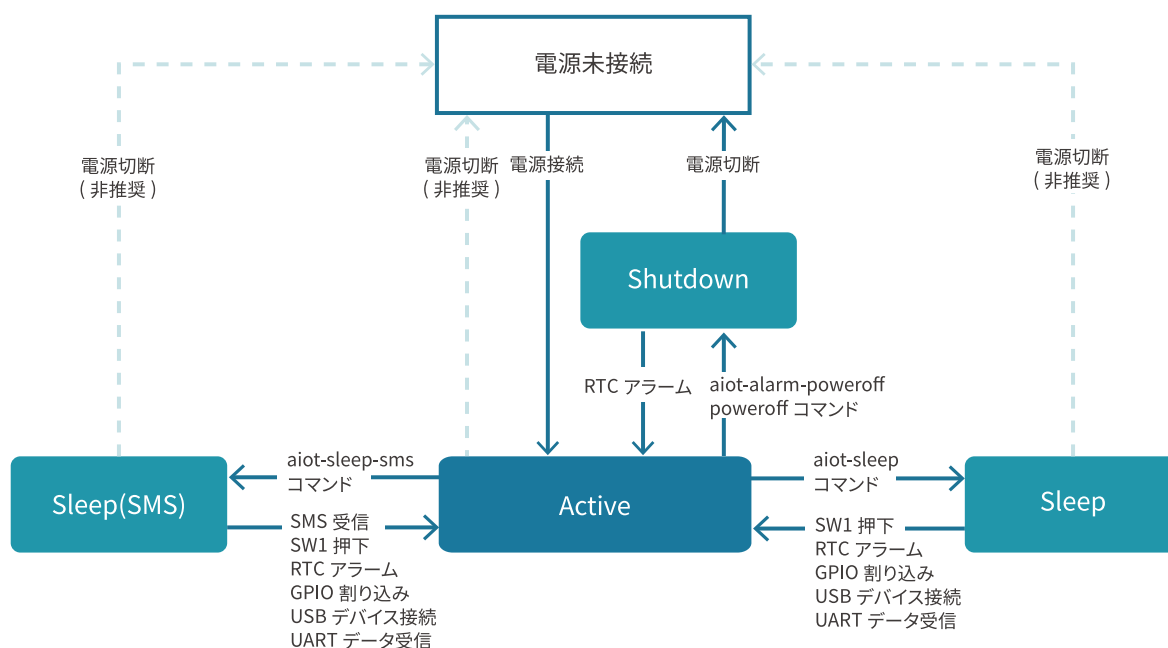 電源未接続
電源切断
( 非推奨 )
電源切断
( 非推奨 )
電源接続
電源切断
電源切断
( 非推奨 )
Shutdown
RTC アラーム
aiot-alarm-poweroff
poweroff コマンド
Sleep(SMS)
aiot-sleep-sms
コマンド
SMS 受信
SW1 押下
RTC アラーム
GPIO 割り込み
USB デバイス接続
UART データ受信
Active
aiot-sleep
コマンド
SW1 押下
RTC アラーム
GPIO 割り込み
USB デバイス接続
UART データ受信
Sleep